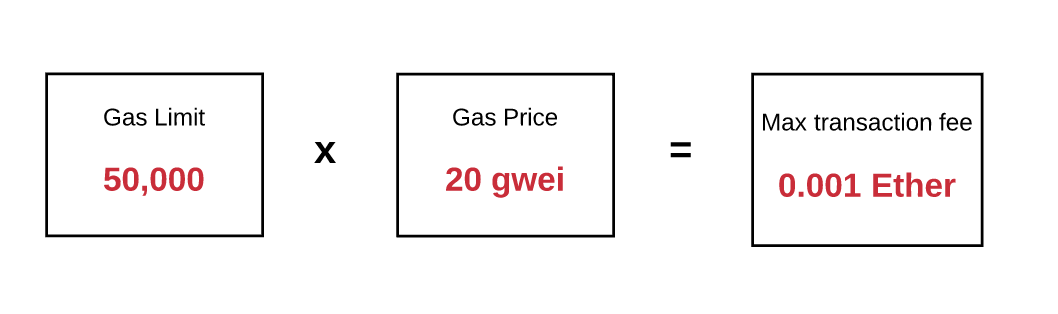 Gas Limit
50,000
x
Gas Price
20 gwei
=
Max transaction fee
0.001 Ether